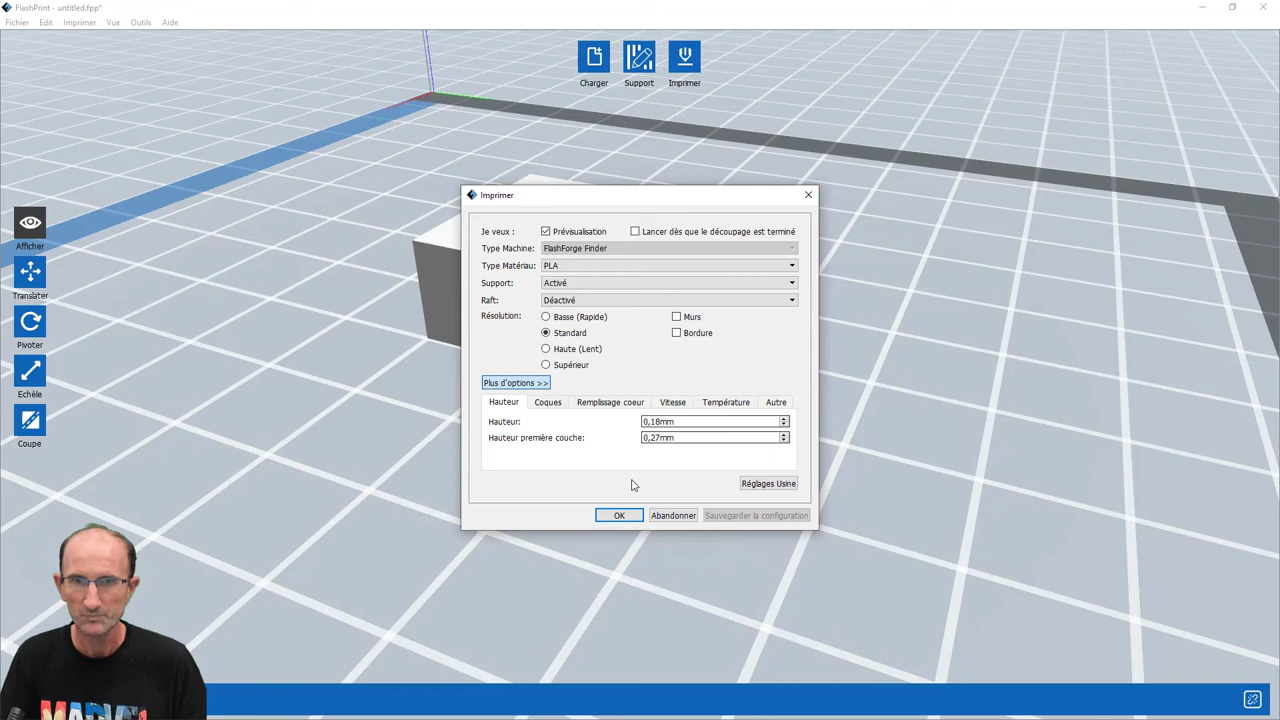 FlashPrint - untitled.fpp*
Fichier Edit Imprimer Vue Outils Aide
Charger Support Imprimer
Afficher
Translater
Pivoter
Echèle
Coupe
Imprimer
Je veux : Prévisualisation Lancer dès que le découpage est terminé
Type Machine: FlashForge Finder
Type Matériau: PLA
Support: Activé
Raft: Déactivé
Résolution: Basse (Rapide) Murs
Standard Bordure
Haute (Lent)
Supérieur
Plus d'options >>
Hauteur Coques Remplissage coeur Vitesse Température Autre
Hauteur: 0,18mm
Hauteur première couche: 0,27mm
Réglages Usine
OK Abandonner Sauvegarder la configuration